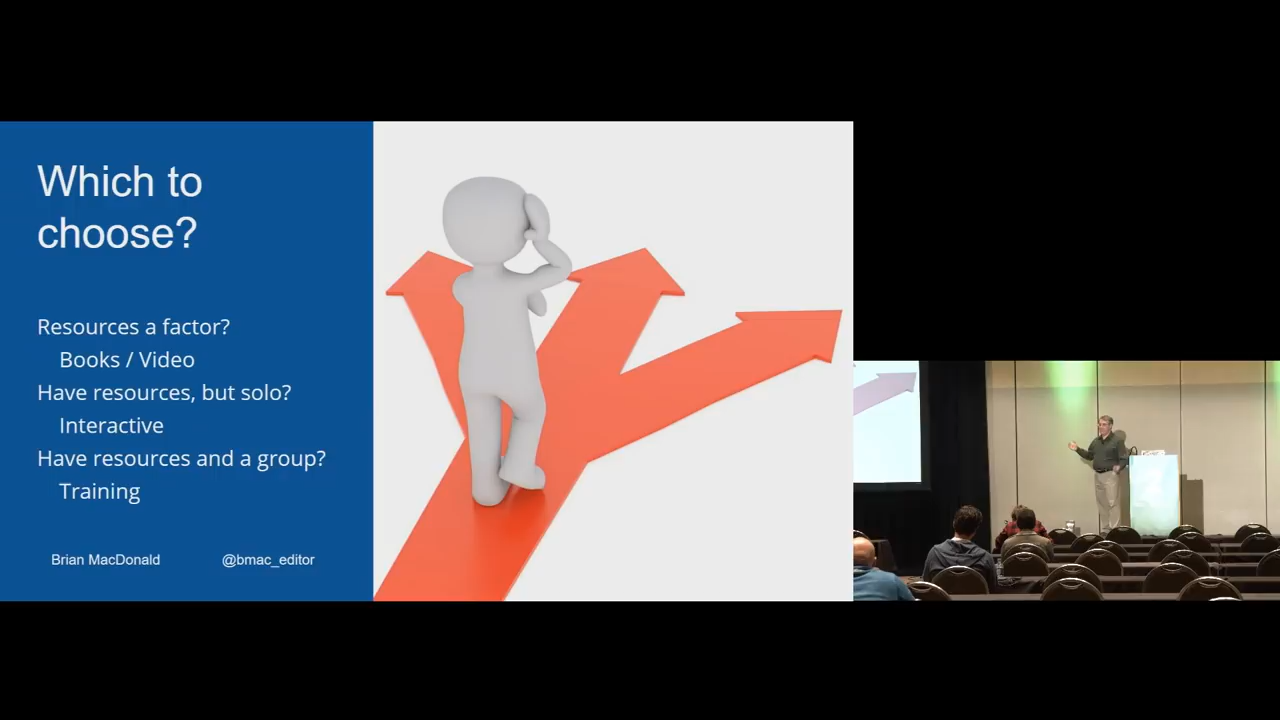 Which to
choose?
Resources a factor?
Books / Video
Have resources, but solo?
Interactive
Have resources and a group?
Training
Brian MacDonald @bmac_editor